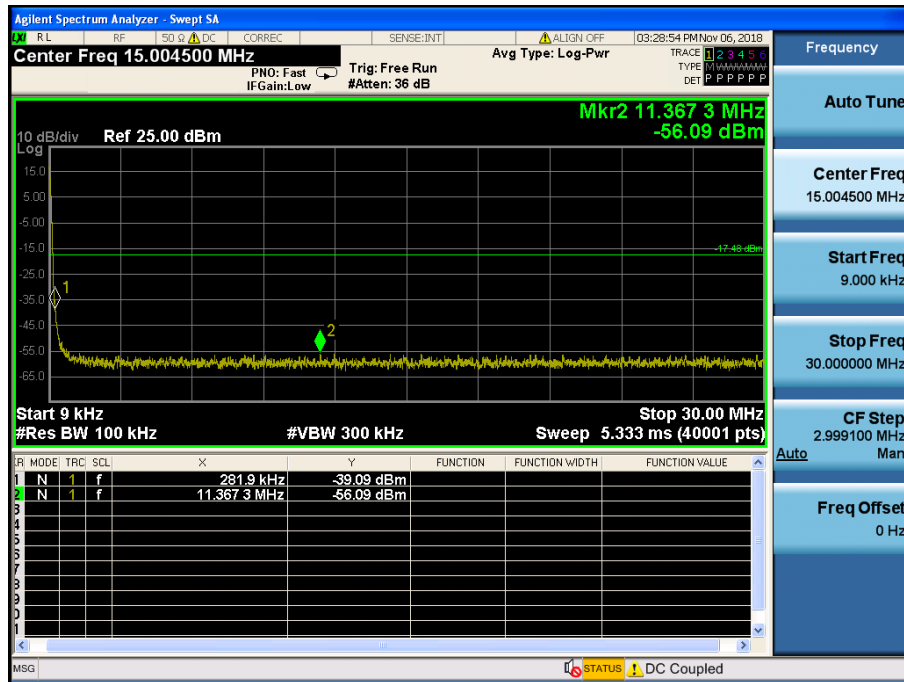 Agilent Spectrum Analyzer - Swept SA
LXI RL RF 50 Ω DC CORREC SENSE:INT ALIGN OFF 03:28:54 PM Nov 06, 2018
Center Freq 15.004500 MHz
Avg Type: Log-Pwr
TRACE 1 2 3 4 5 6
PNO: Fast Trig: Free Run
TYPE MWWWWW
IFGain:Low #Atten: 36 dB
DET P P P P P P
Mkr2 11.367 3 MHz
-56.09 dBm
10 dB/div Ref 25.00 dBm
Log
15.0
5.00
-5.00
-15.0
-17.48 dBm
-25.0
1
-35.0
-45.0
2
-55.0
-65.0
Start 9 kHz Stop 30.00 MHz
#Res BW 100 kHz #VBW 300 kHz Sweep 5.333 ms (40001 pts)
MODE TRC SCL X Y FUNCTION FUNCTION WIDTH FUNCTION VALUE
1 N 1 f 281.9 kHz -39.09 dBm
2 N 1 f 11.367 3 MHz -56.09 dBm
3
4
5
6
7
8
9
MSG STATUS DC Coupled
Frequency
Auto Tune
Center Freq
15.004500 MHz
Start Freq
9.000 kHz
Stop Freq
30.000000 MHz
CF Step
2.999100 MHz
Auto Man
Freq Offset
0 Hz